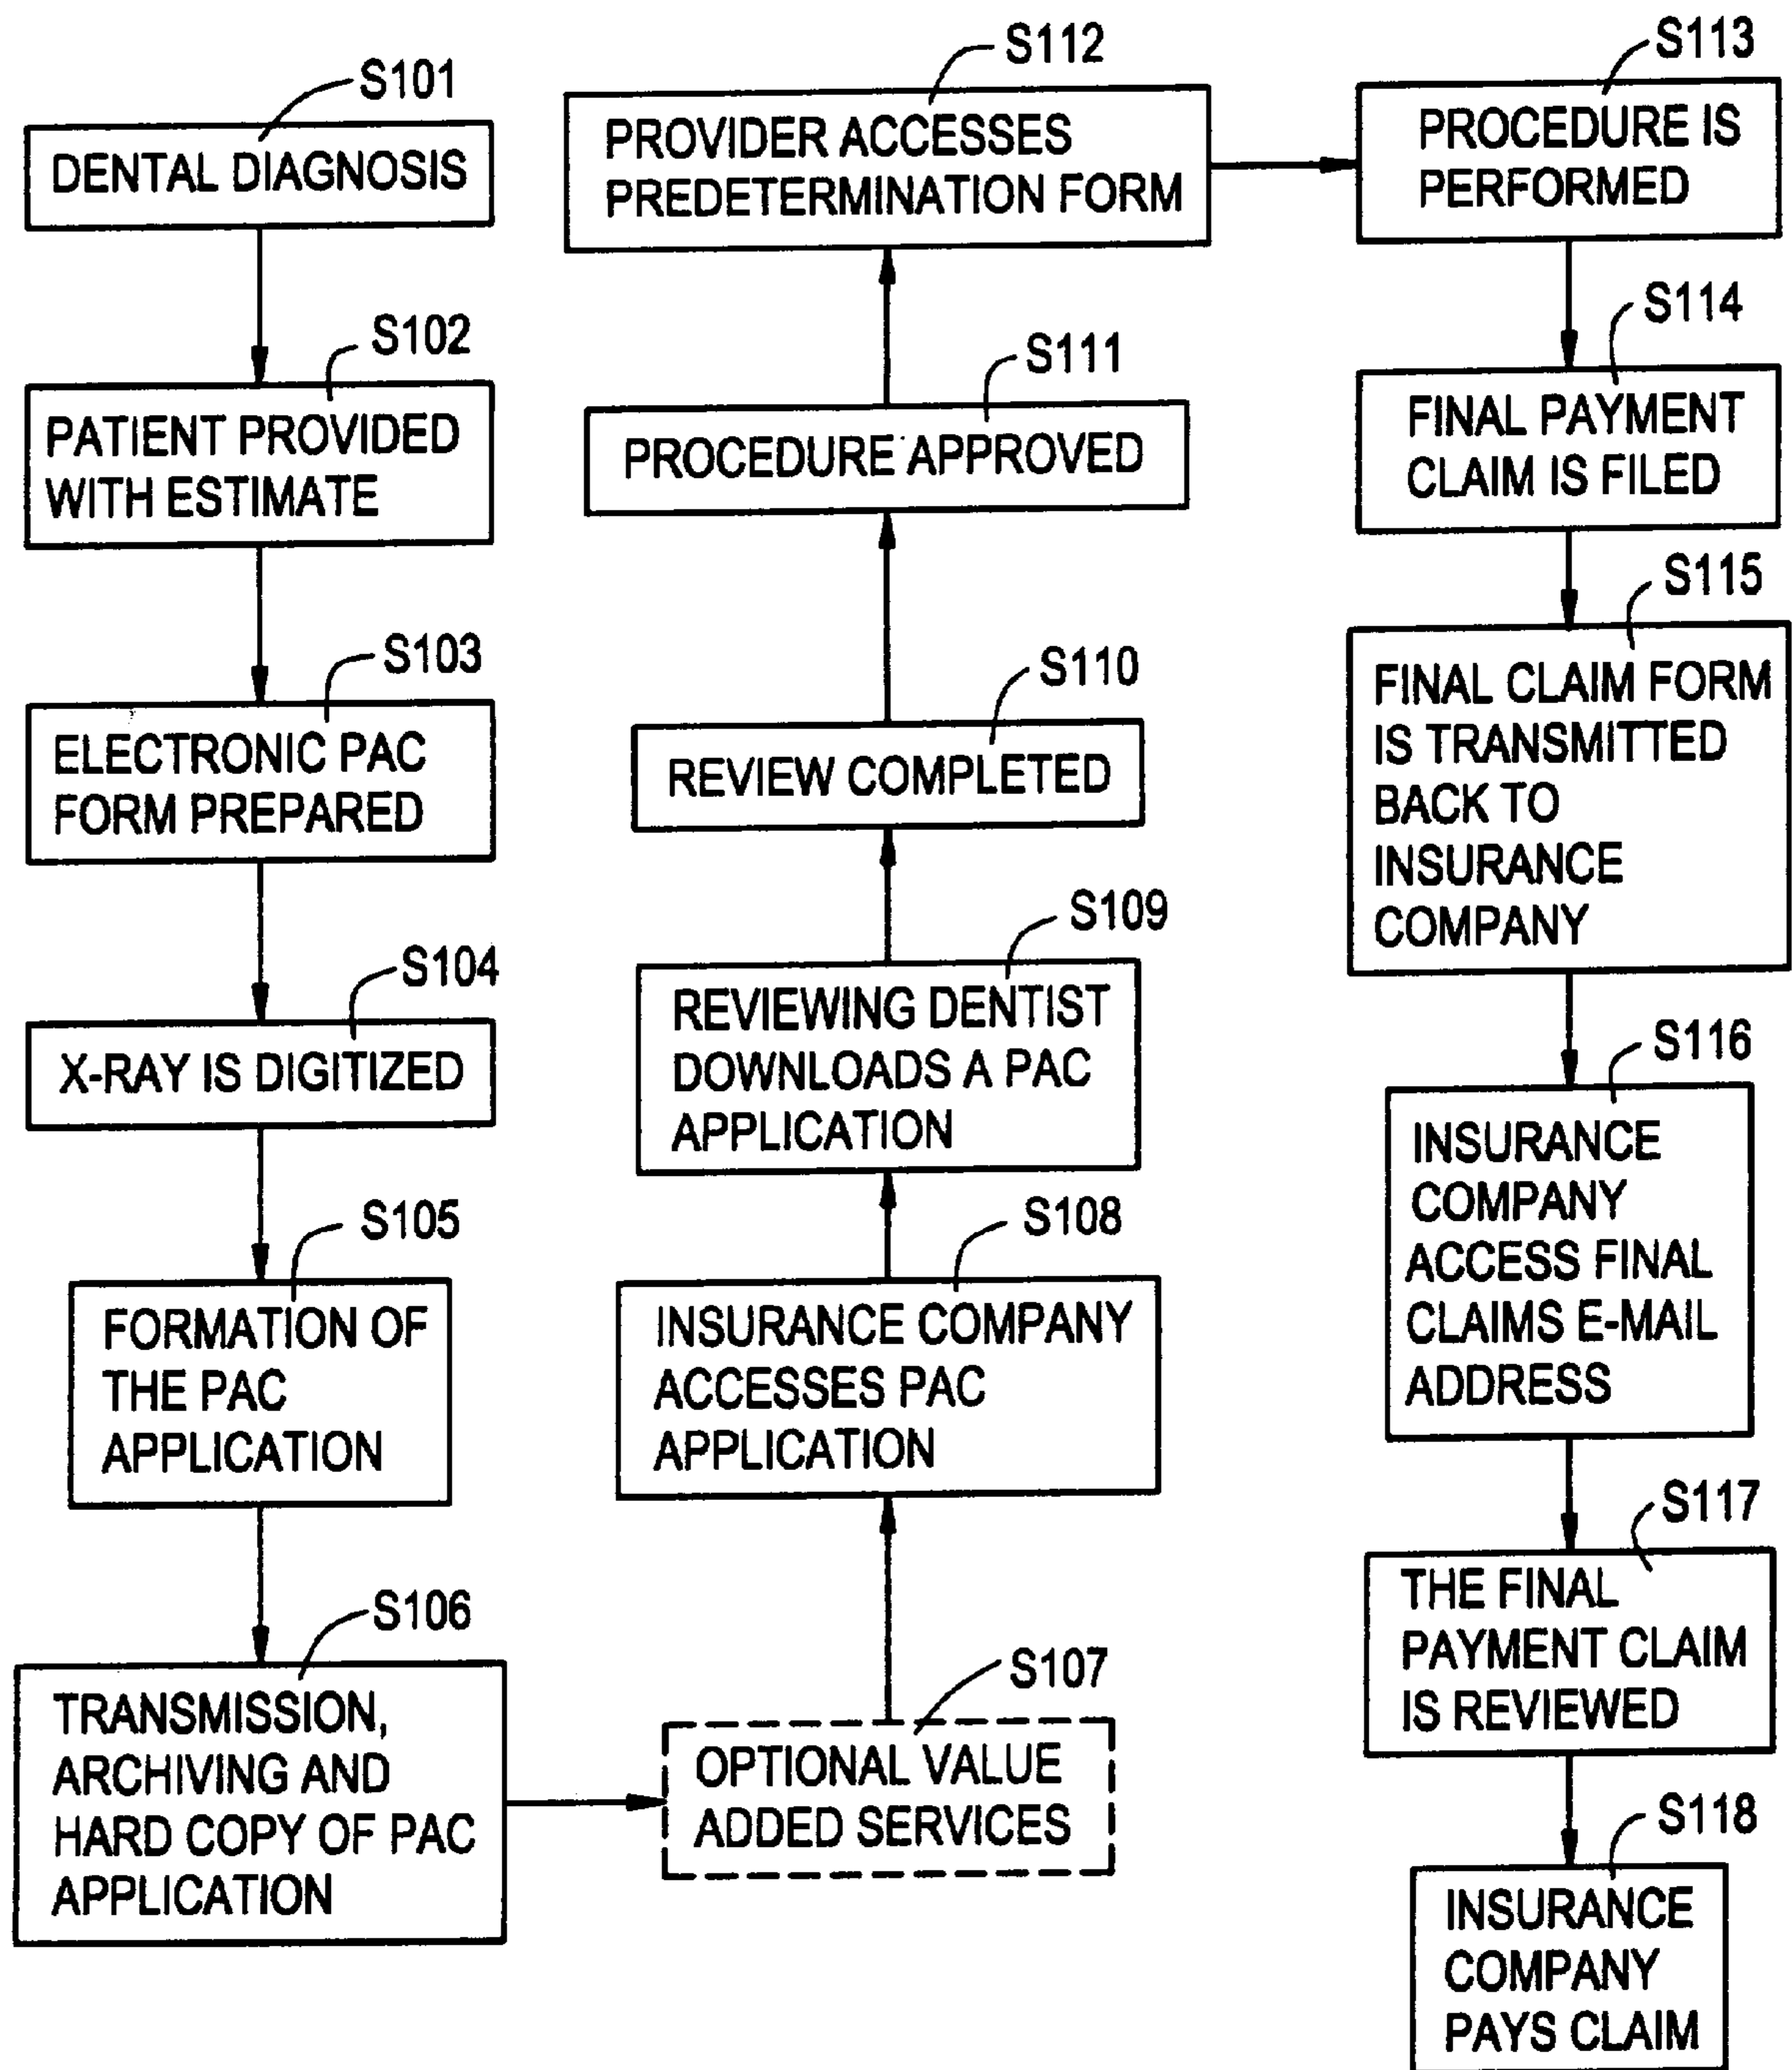 S101
DENTAL DIAGNOSIS
S102
PATIENT PROVIDED
WITH ESTIMATE
S103
ELECTRONIC PAC
FORM PREPARED
S104
X-RAY IS DIGITIZED
S105
FORMATION OF
THE PAC
APPLICATION
S106
TRANSMISSION,
ARCHIVING AND
HARD COPY OF PAC
APPLICATION
S107
OPTIONAL VALUE
ADDED SERVICES
S108
INSURANCE COMPANY
ACCESSES PAC
APPLICATION
S109
REVIEWING DENTIST
DOWNLOADS A PAC
APPLICATION
S110
REVIEW COMPLETED
S111
PROCEDURE APPROVED
S112
PROVIDER ACCESSES
PREDETERMINATION FORM
S113
PROCEDURE IS
PERFORMED
S114
FINAL PAYMENT
CLAIM IS FILED
S115
FINAL CLAIM FORM
IS TRANSMITTED
BACK TO
INSURANCE
COMPANY
S116
INSURANCE
COMPANY
ACCESS FINAL
CLAIMS E-MAIL
ADDRESS
S117
THE FINAL
PAYMENT CLAIM
IS REVIEWED
S118
INSURANCE
COMPANY
PAYS CLAIM